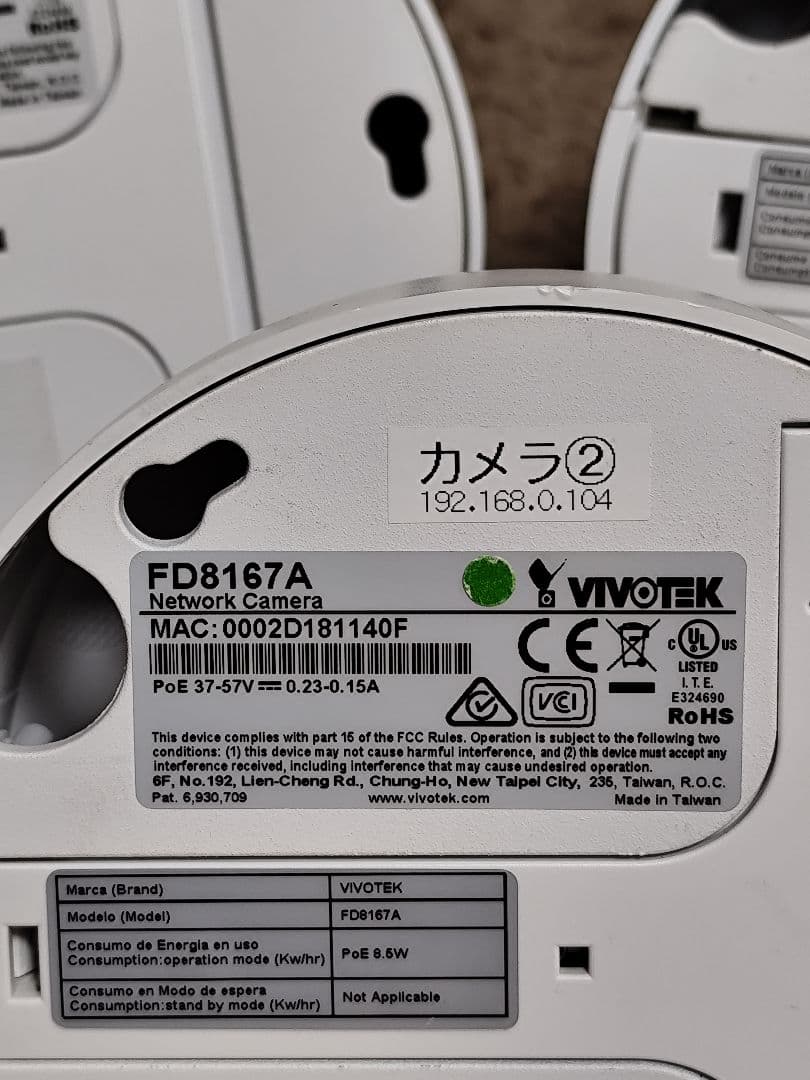 RoHS
カメラ②
192.168.0.104
FD8167A
Network Camera
VIVOTEK
MAC:0002D181140F
PoE 37-57V 0.23-0.15A
CE
C UL US
LISTED
I.T.E.
E324690
RoHS
VCI
This device complies with part 15 of the FCC Rules. Operation is subject to the following two
conditions: (1) this device may not cause harmful interference, and (2) this device must accept any
interference received, including interference that may cause undesired operation.
6F, No.192, Lien-Cheng Rd., Chung-Ho, New Taipei City, 235, Taiwan, R.O.C.
Pat. 6,930,709 www.vivotek.com Made in Taiwan
Marca (Brand) VIVOTEK
Modelo (Model) FD8167A
Consumo de Energia en uso
Consumption:operation mode (Kw/hr) PoE 8.5W
Consumo en Modo de espera
Consumption:stand by mode (Kw/hr) Not Applicable